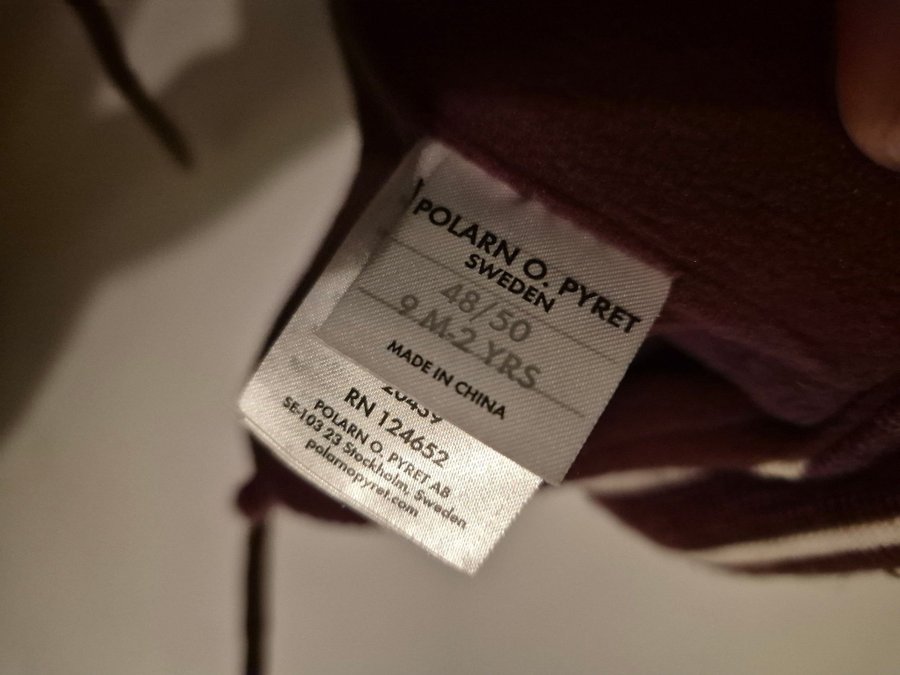 POLARN O. PYRET
SWEDEN
48/50
9 M-2 YRS
MADE IN CHINA
RN 124652
POLARN O. PYRET AB
SE-103 23 Stockholm, Sweden
polarnopyret.com